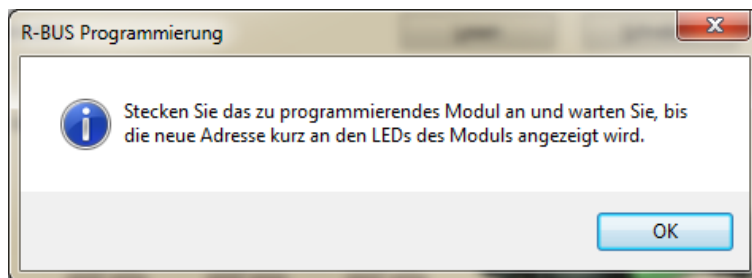 R-BUS Programmierung
Stecken Sie das zu programmierendes Modul an und warten Sie, bis
die neue Adresse kurz an den LEDs des Moduls angezeigt wird.
OK